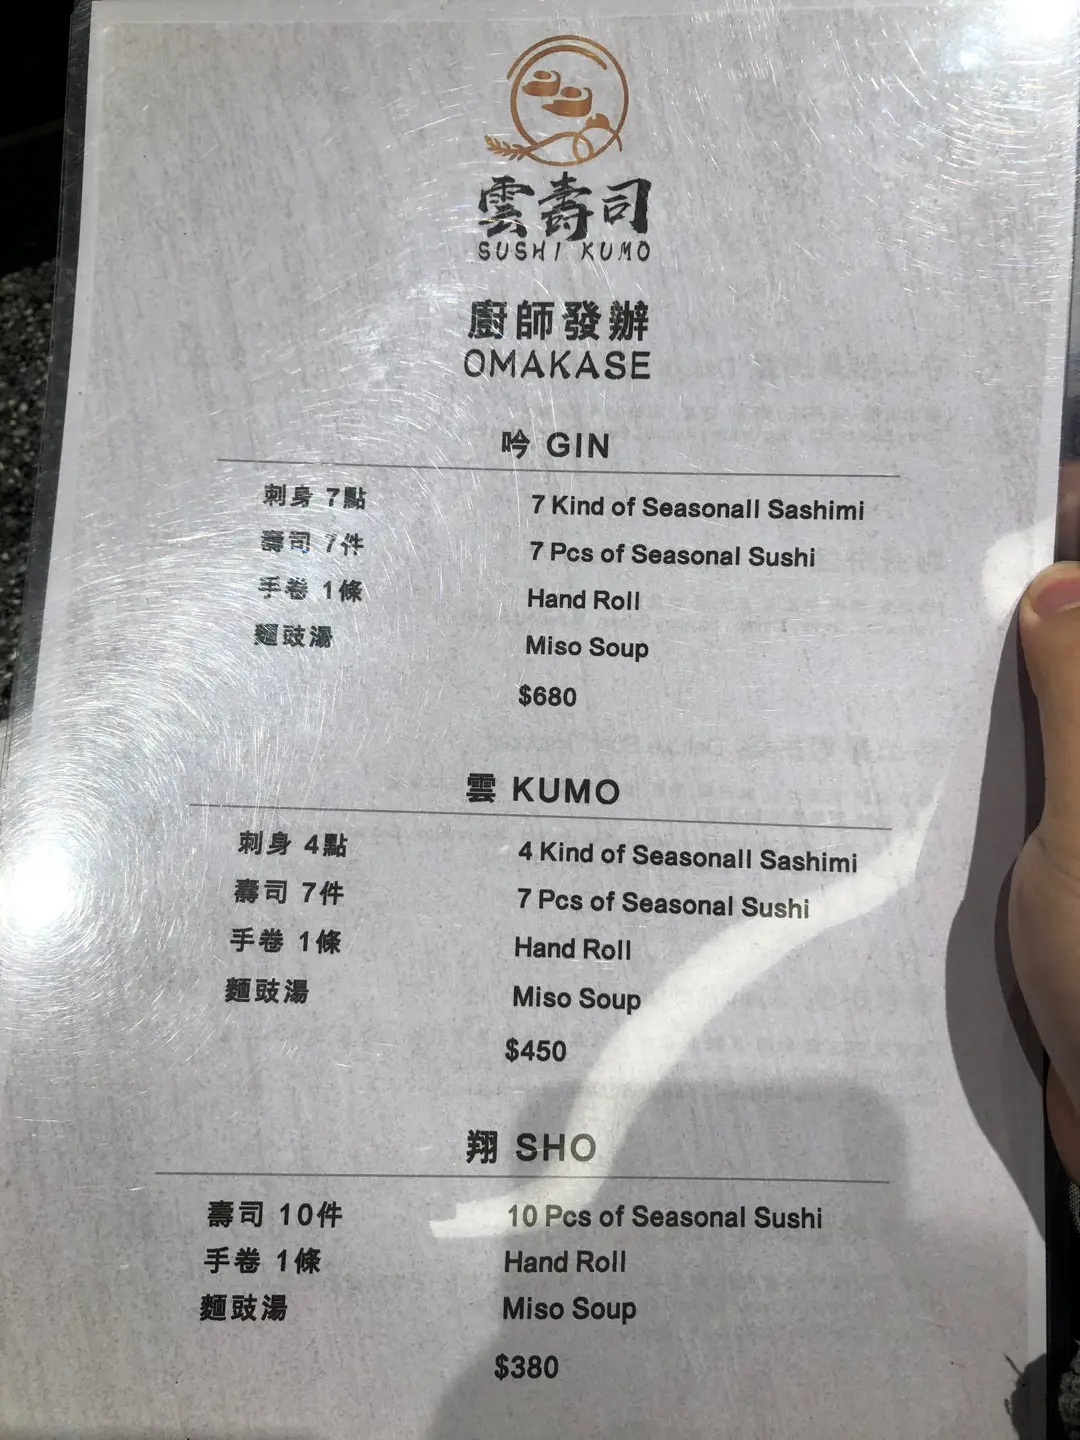 雲壽司
SUSHI KUMO
廚師發辦
OMAKASE
吟 GIN
刺身 7點 7 Kind of Seasonall Sashimi
壽司 7件 7 Pcs of Seasonal Sushi
手卷 1條 Hand Roll
麵豉湯 Miso Soup
$680
雲 KUMO
刺身 4點 4 Kind of Seasonall Sashimi
壽司 7件 7 Pcs of Seasonal Sushi
手卷 1條 Hand Roll
麵豉湯 Miso Soup
$450
翔 SHO
壽司 10件 10 Pcs of Seasonal Sushi
手卷 1條 Hand Roll
麵豉湯 Miso Soup
$380